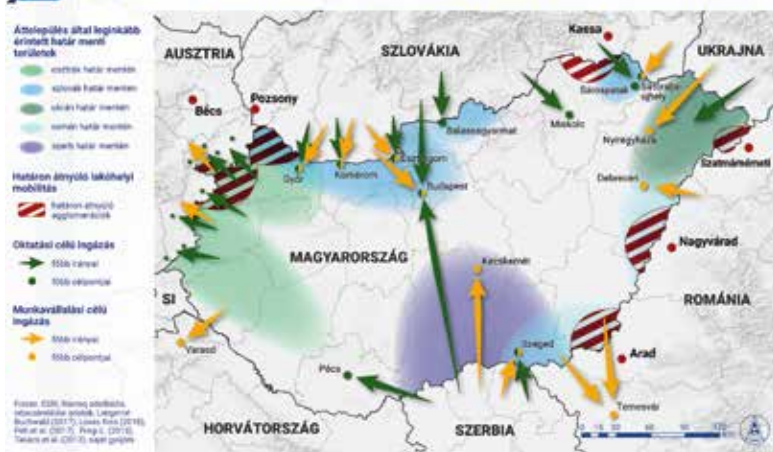 Áttelepülés által leginkább
érintett határ menti
területek
osztrák határ mentén
szlovák határ mentén
ukrán határ mentén
román határ mentén
szerb határ mentén
Határon átnyúló lakóhelyi
mobilitás
határon átnyúló
agglomerációk
Oktatási célú ingázás
főbb irányai
főbb célpontjai
Munkavállalási célú
ingázás
főbb irányai
főbb célpontjai
AUSZTRIA
SZLOVÁKIA
Kassa
UKRAJNA
Bécs
Pozsony
Sárospatak
Balassagyarmat
Miskolc
Nyíregyháza
Szatmárnémeti
Győr
Komárom
Esztergom
Budapest
Debrecen
MAGYARORSZÁG
Nagyvárad
SI
Kecskemét
ROMÁNIA
Varasd
Pécs
Szeged
Arad
Temesvár
HORVÁTORSZÁG
SZERBIA